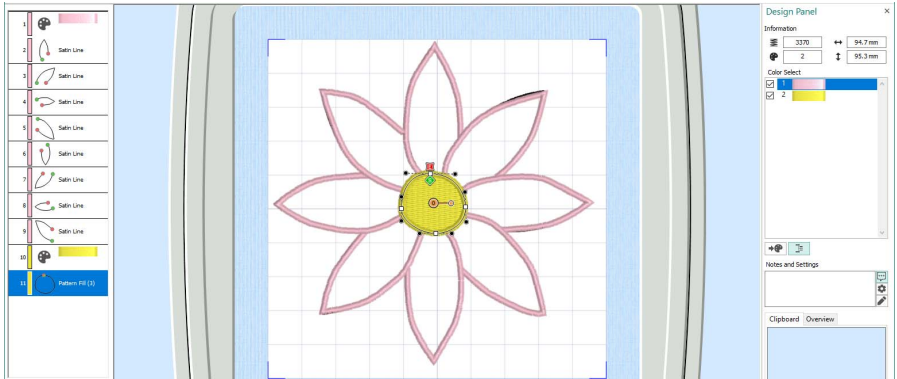 1
2 Satin Line
3 Satin Line
4 Satin Line
5 Satin Line
6 Satin Line
7 Satin Line
8 Satin Line
9 Satin Line
10
11 Pattern Fill (3)
Design Panel
Information
3370 94.7 mm
2 95.3 mm
Color Select
1
2
Notes and Settings
Clipboard Overview